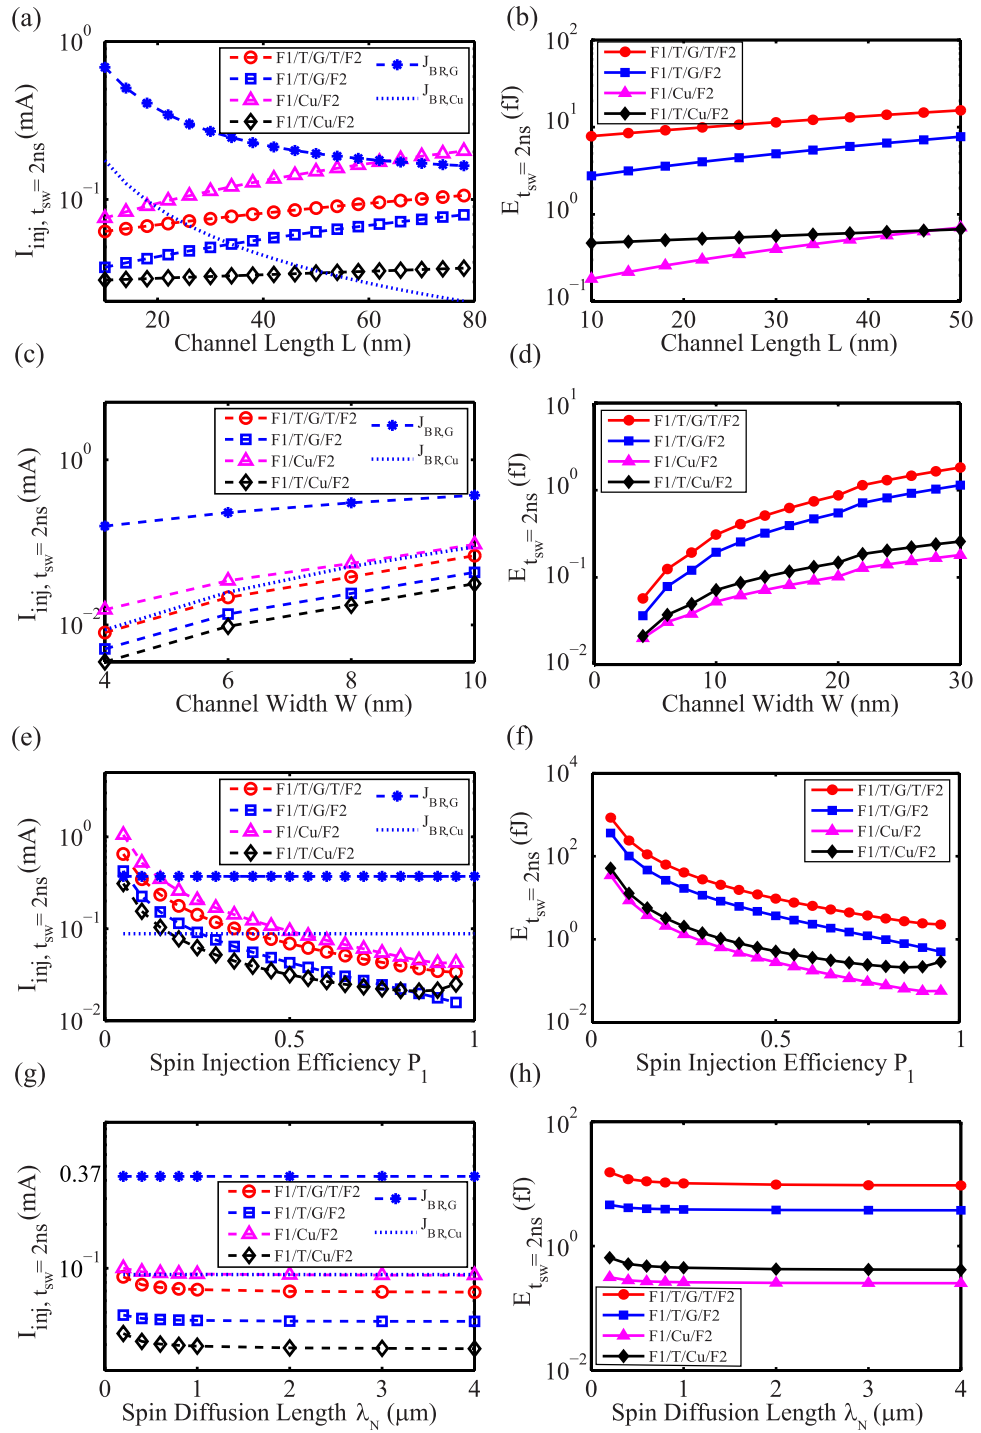 (a)
I_inj, t_sw= 2ns (mA)
10^0
10^-1
F1/T/G/T/F2
F1/T/G/F2
F1/Cu/F2
F1/T/Cu/F2
J_BR,G
J_BR,Cu
20 40 60 80
Channel Length L (nm)
(b)
E_t_sw= 2ns (fJ)
10^2
10^1
10^0
10^-1
F1/T/G/T/F2
F1/T/G/F2
F1/Cu/F2
F1/T/Cu/F2
10 20 30 40 50
Channel Length L (nm)
(c)
I_inj, t_sw= 2ns (mA)
10^0
10^-2
F1/T/G/T/F2
F1/T/G/F2
F1/Cu/F2
F1/T/Cu/F2
J_BR,G
J_BR,Cu
4 6 8 10
Channel Width W (nm)
(d)
E_t_sw= 2ns (fJ)
10^1
10^0
10^-1
10^-2
F1/T/G/T/F2
F1/T/G/F2
F1/Cu/F2
F1/T/Cu/F2
0 10 20 30
Channel Width W (nm)
(e)
I_inj, t_sw= 2ns (mA)
10^0
10^-1
10^-2
F1/T/G/T/F2
F1/T/G/F2
F1/Cu/F2
F1/T/Cu/F2
J_BR,G
J_BR,Cu
0 0.5 1
Spin Injection Efficiency P_1
(f)
E_t_sw= 2ns (fJ)
10^4
10^2
10^0
10^-2
F1/T/G/T/F2
F1/T/G/F2
F1/Cu/F2
F1/T/Cu/F2
0 0.5 1
Spin Injection Efficiency P_1
(g)
I_inj, t_sw= 2ns (mA)
0.37
10^-1
F1/T/G/T/F2
F1/T/G/F2
F1/Cu/F2
F1/T/Cu/F2
J_BR,G
J_BR,Cu
0 1 2 3 4
Spin Diffusion Length λ_N (μm)
(h)
E_t_sw= 2ns (fJ)
10^2
10^0
10^-2
F1/T/G/T/F2
F1/T/G/F2
F1/Cu/F2
F1/T/Cu/F2
0 1 2 3 4
Spin Diffusion Length λ_N (μm)